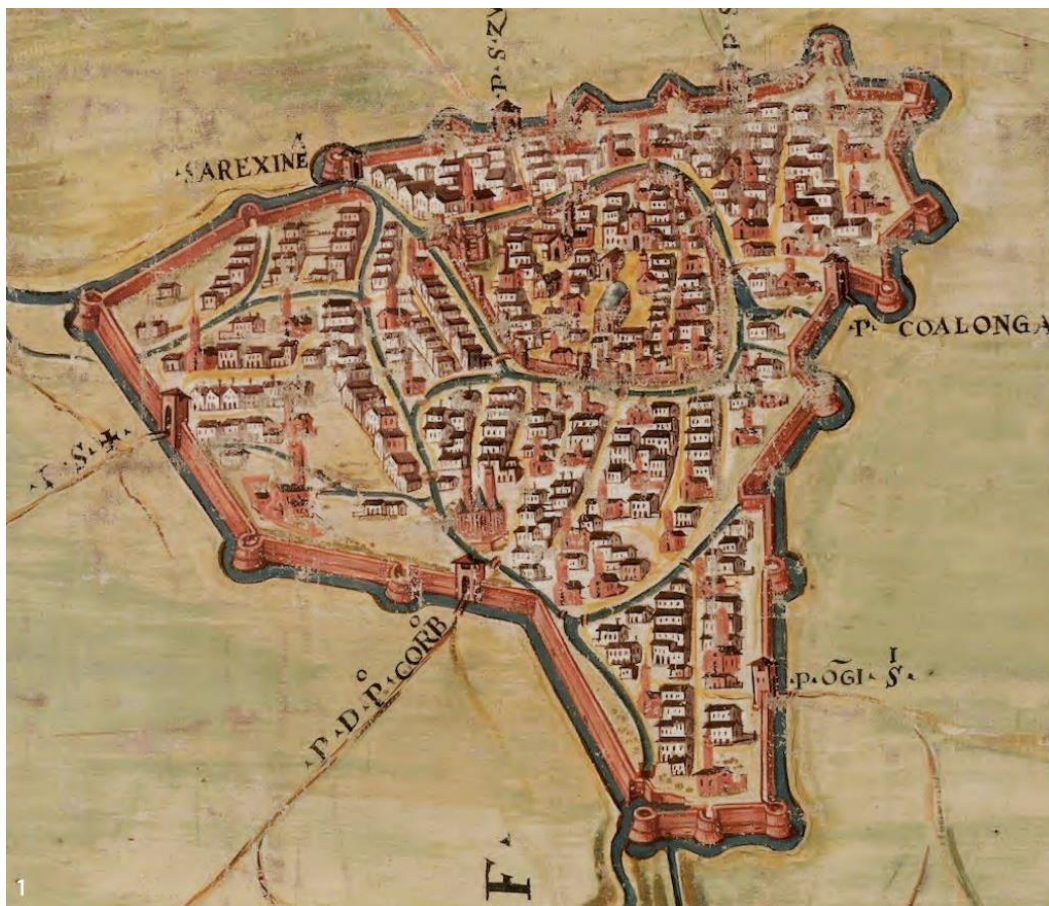 P · S · ZV
P · S
SAREXINE A
· P · COALONGA
· P · S · ✠ ·
· P · OGI · S · I
· P · D · P · CORB O O
F ·
1